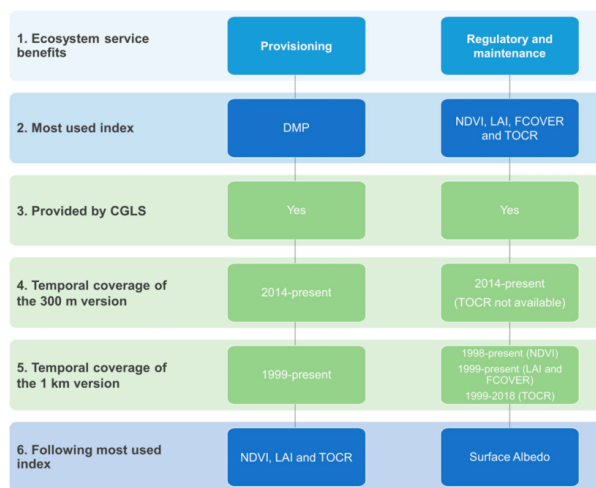 1. Ecosystem service
benefits
Provisioning
Regulatory and
maintenance
2. Most used index
DMP
NDVI, LAI, FCOVER
and TOCR
3. Provided by CGLS
Yes
Yes
4. Temporal coverage of
the 300 m version
2014-present
2014-present
(TOCR not available)
5. Temporal coverage of
the 1 km version
1999-present
1998-present (NDVI)
1999-present (LAI and
FCOVER)
1999-2018 (TOCR)
6. Following most used
index
NDVI, LAI and TOCR
Surface Albedo